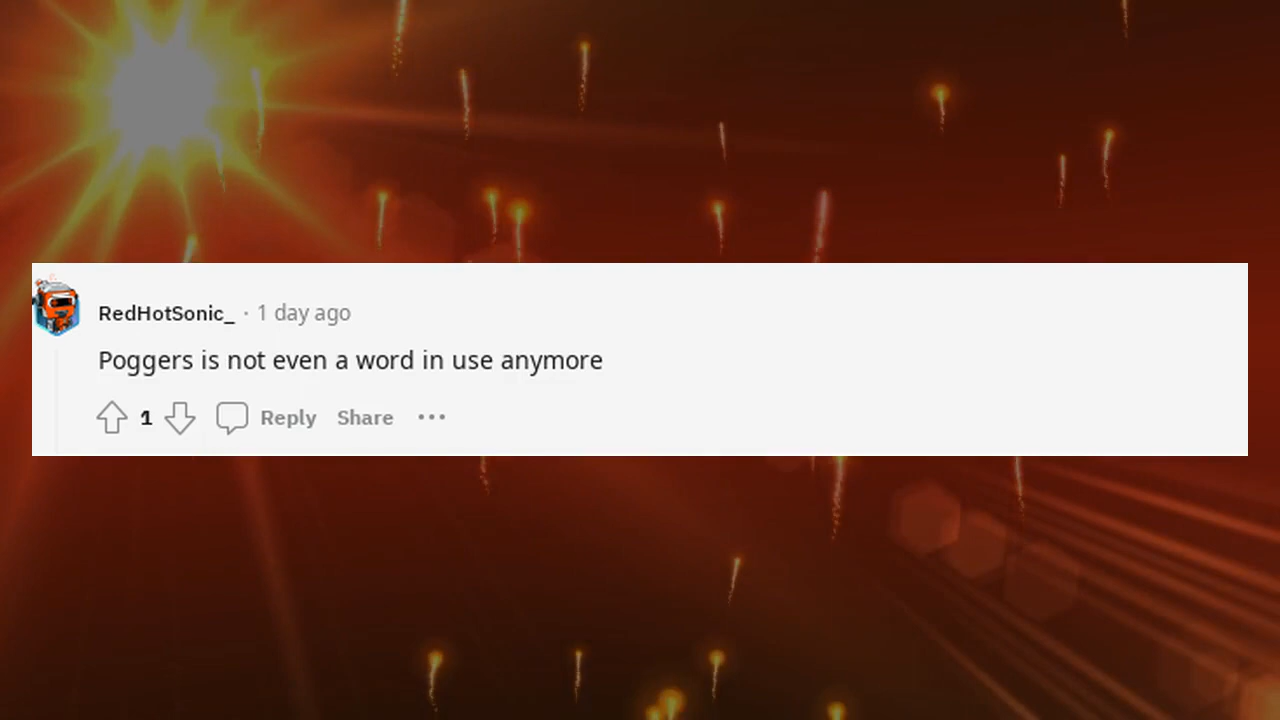 RedHotSonic_ · 1 day ago
Poggers is not even a word in use anymore
1 Reply Share ···